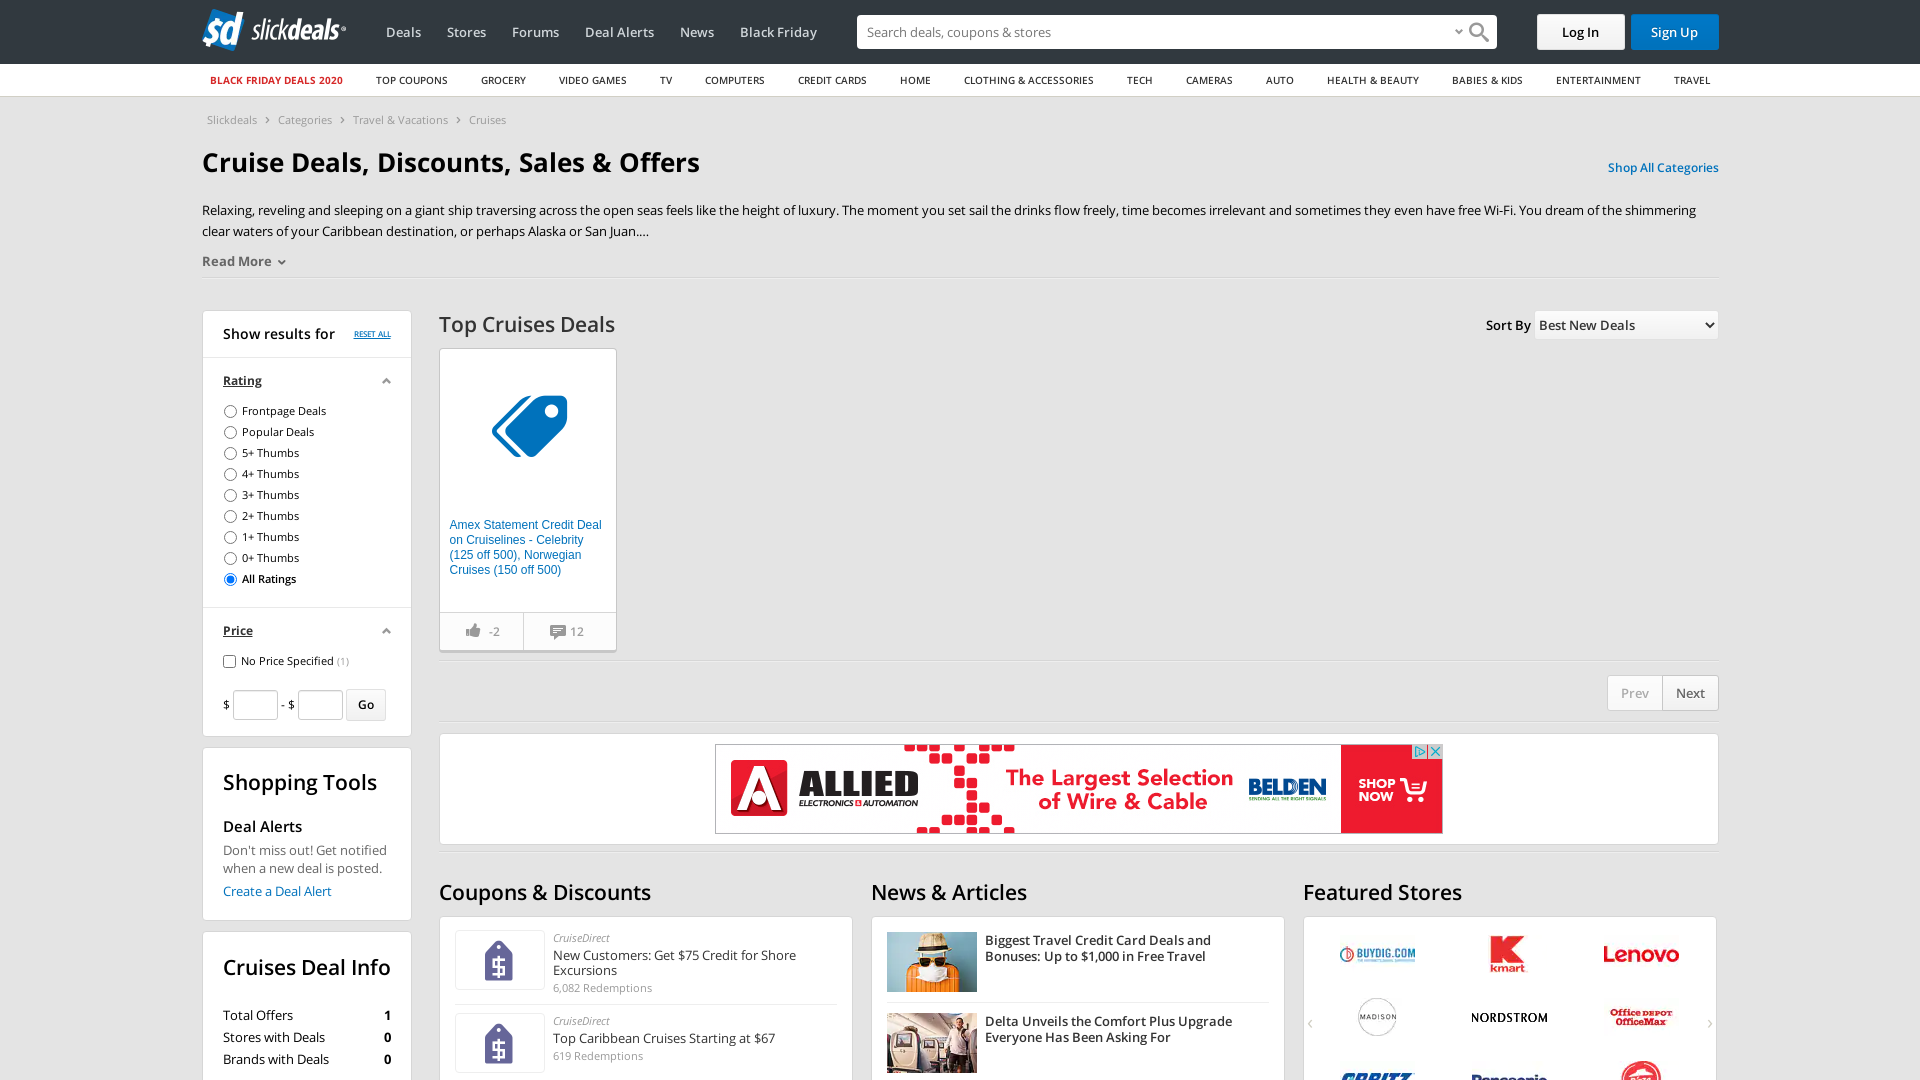 sd slickdeals
Deals Stores Forums Deal Alerts News Black Friday
Search deals, coupons & stores
Log In Sign Up
BLACK FRIDAY DEALS 2020 TOP COUPONS GROCERY VIDEO GAMES TV COMPUTERS CREDIT CARDS HOME CLOTHING & ACCESSORIES TECH CAMERAS AUTO HEALTH & BEAUTY BABIES & KIDS ENTERTAINMENT TRAVEL
Slickdeals Categories Travel & Vacations Cruises
Cruise Deals, Discounts, Sales & Offers
Shop All Categories
Relaxing, reveling and sleeping on a giant ship traversing across the open seas feels like the height of luxury. The moment you set sail the drinks flow freely, time becomes irrelevant and sometimes they even have free Wi-Fi. You dream of the shimmering
clear waters of your Caribbean destination, or perhaps Alaska or San Juan....
Read More
Show results for RESET ALL
Rating
Frontpage Deals
Popular Deals
5+ Thumbs
4+ Thumbs
3+ Thumbs
2+ Thumbs
1+ Thumbs
0+ Thumbs
All Ratings
Price
No Price Specified (1)
$ - $ Go
Shopping Tools
Deal Alerts
Don't miss out! Get notified
when a new deal is posted.
Create a Deal Alert
Cruises Deal Info
Total Offers 1
Stores with Deals 0
Brands with Deals 0
Top Cruises Deals
Sort By Best New Deals
Amex Statement Credit Deal
on Cruiselines - Celebrity
(125 off 500), Norwegian
Cruises (150 off 500)
-2 12
Prev Next
A ALLIED
ELECTRONICS & AUTOMATION
The Largest Selection
of Wire & Cable
BELDEN
SENDING ALL THE RIGHT SIGNALS
SHOP
NOW
Coupons & Discounts
CruiseDirect
New Customers: Get $75 Credit for Shore
Excursions
6,082 Redemptions
CruiseDirect
Top Caribbean Cruises Starting at $67
619 Redemptions
News & Articles
Biggest Travel Credit Card Deals and
Bonuses: Up to $1,000 in Free Travel
Delta Unveils the Comfort Plus Upgrade
Everyone Has Been Asking For
Featured Stores
BUYDIG.COM
K
kmart
Lenovo
MADISON
NORDSTROM
Office DEPOT
OfficeMax
ORBITZ
Panasonic